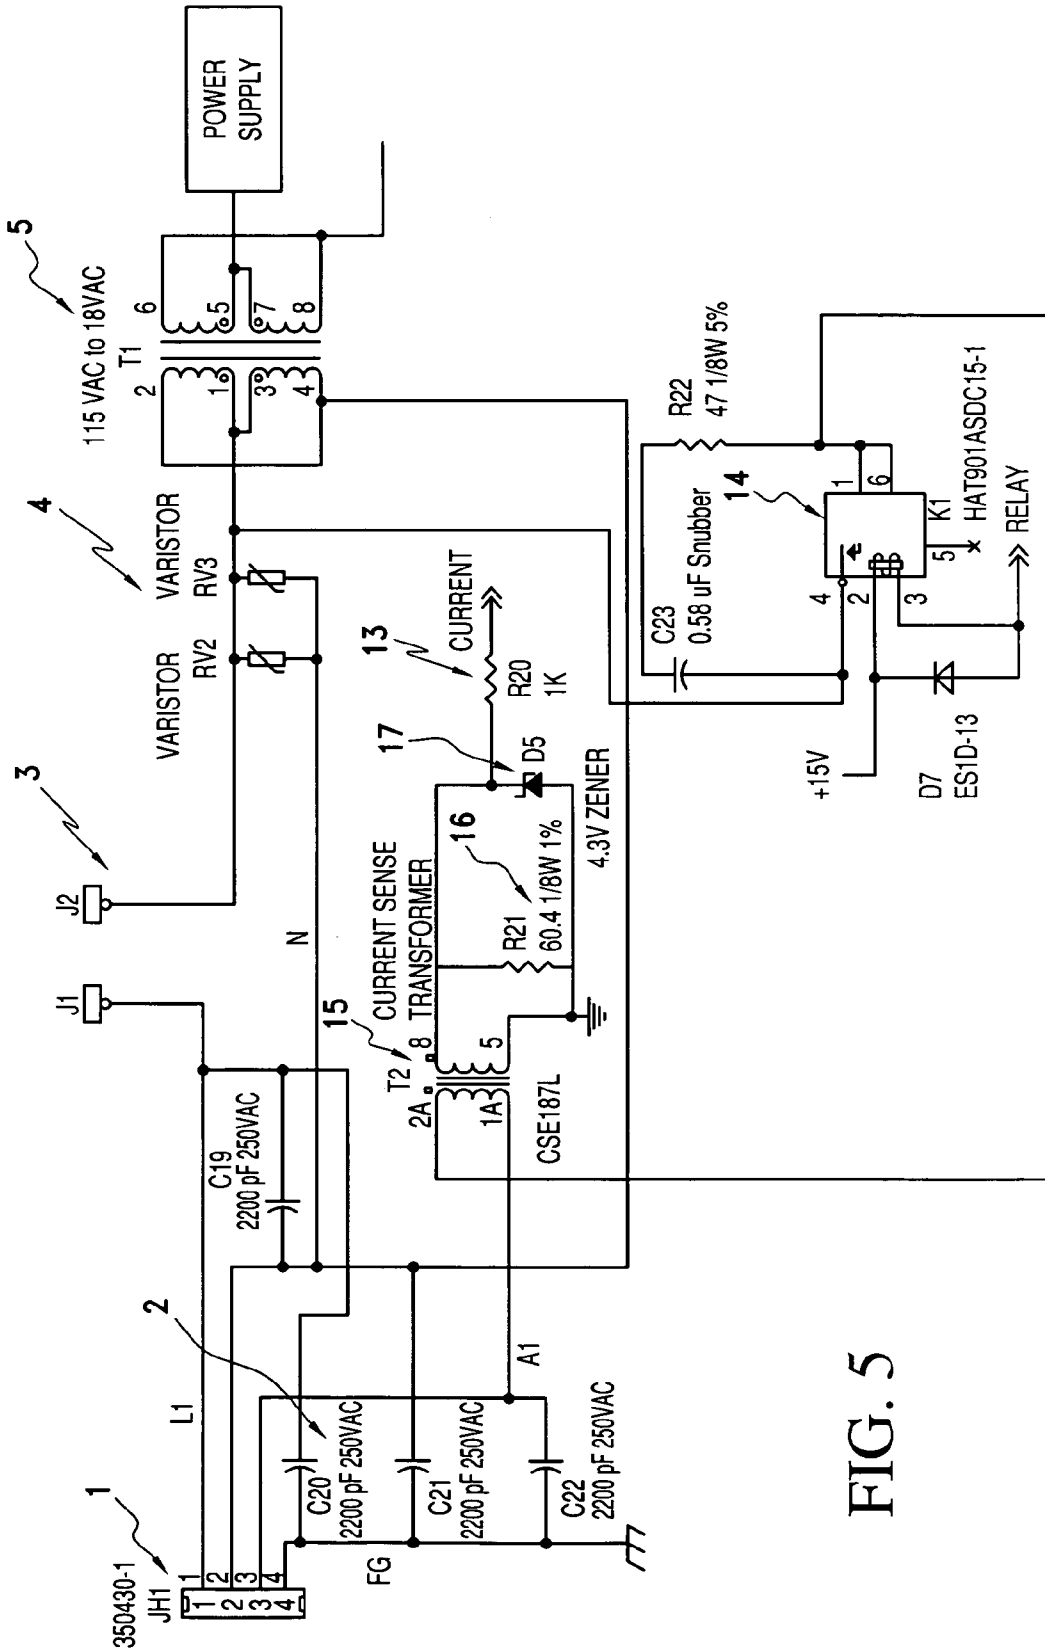 350430-1
JH1
1
1 1
2 2
3 3
4 4
L1
FG
2
C20
2200 pF 250VAC
C21
2200 pF 250VAC
C22
2200 pF 250VAC
A1
C19
2200 pF 250VAC
J1
J2
3
N
VARISTOR
RV2
VARISTOR
RV3
4
5
115 VAC to 18VAC
T1
2
1
3
4
6
5
7
8
POWER
SUPPLY
CURRENT SENSE
TRANSFORMER
15
T2
2A
1A
8
5
CSE187L
R21
60.4 1/8W 1%
16
17
D5
4.3V ZENER
13
R20
1K
CURRENT
C23
0.58 uF Snubber
R22
47 1/8W 5%
14
4
2
3
1
6
5
K1
HAT901ASDC15-1
RELAY
+15V
D7
ES1D-13
FIG. 5